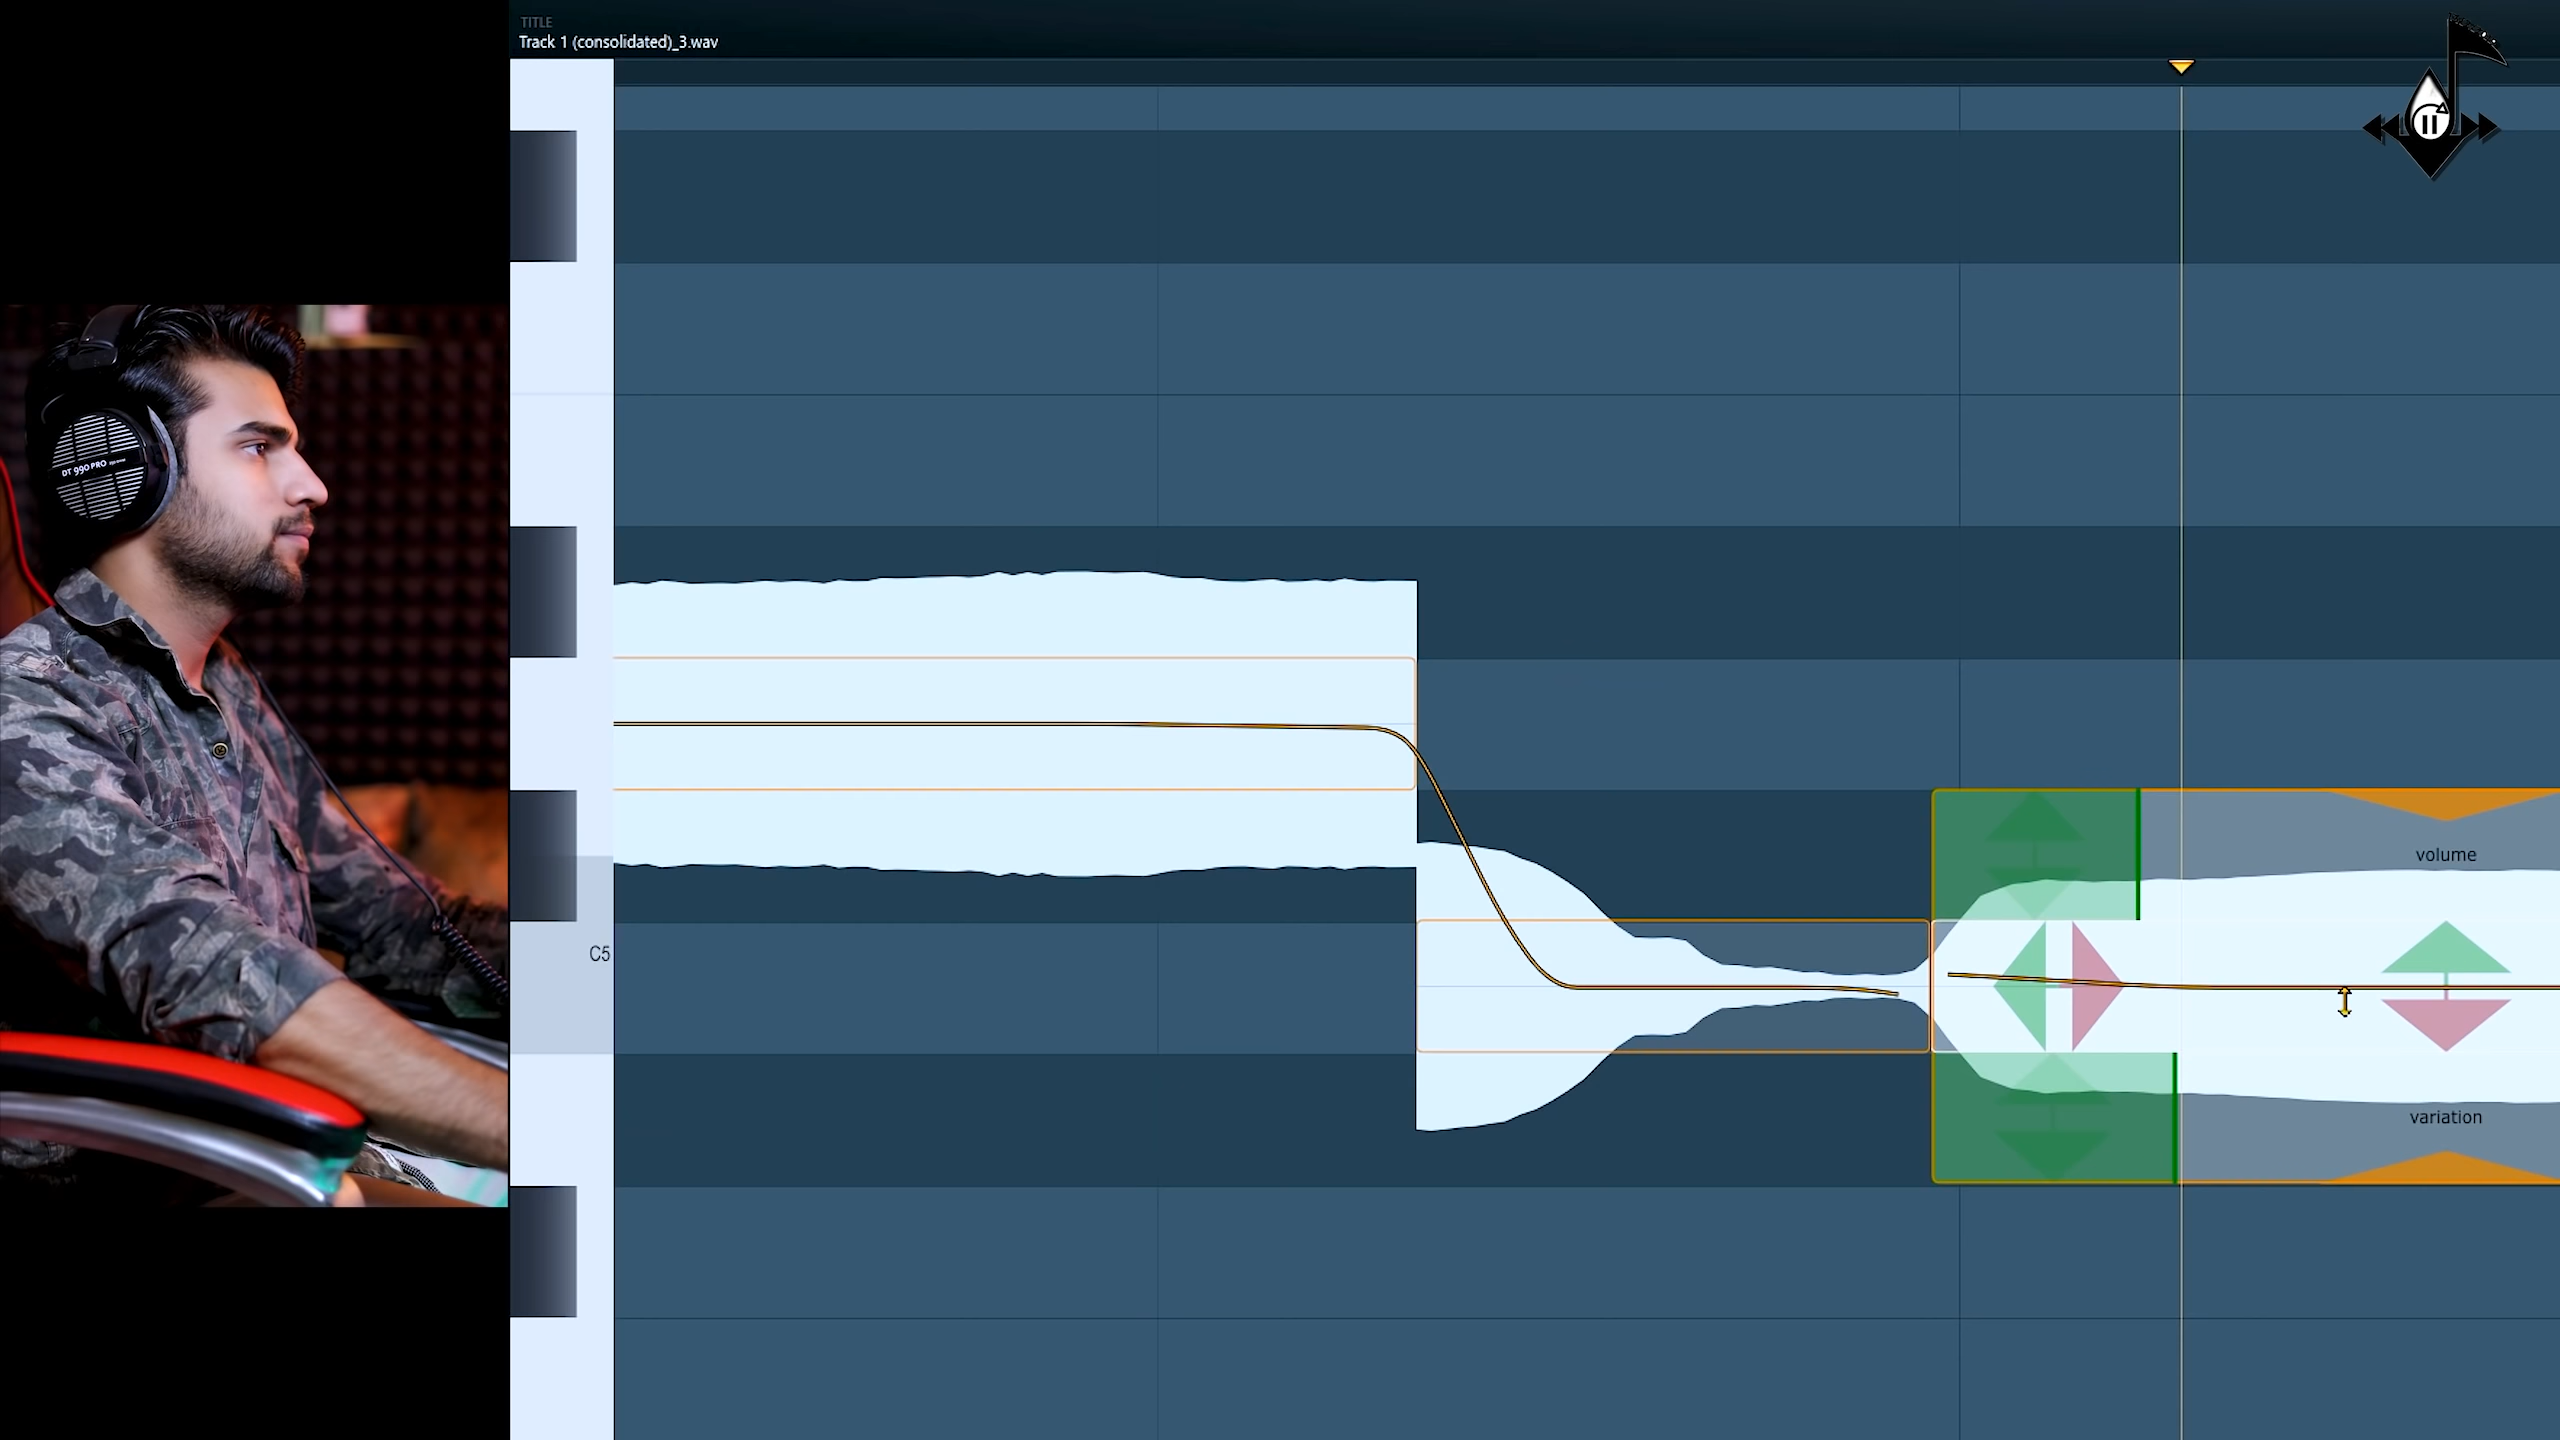 TITLE
Track 1 (consolidated)_3.wav
DT 990 PRO
volume
C5
variation